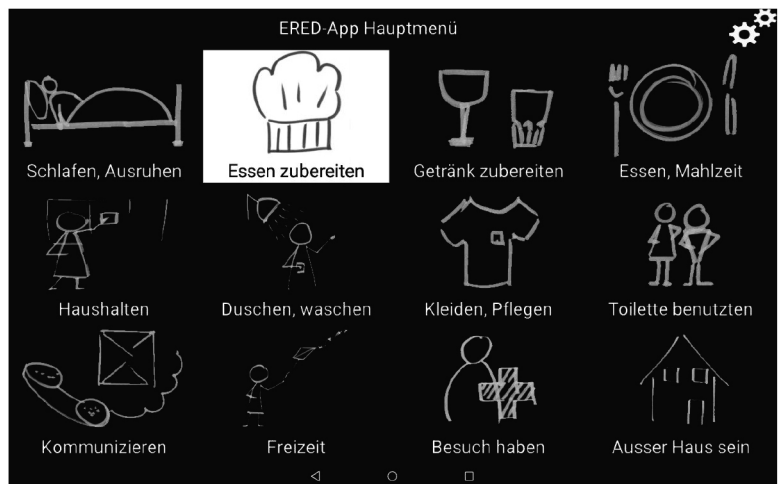 ERED-App Hauptmenü
Schlafen, Ausruhen
Essen zubereiten
Getränk zubereiten
Essen, Mahlzeit
Haushalten
Duschen, waschen
Kleiden, Pflegen
Toilette benutzten
Kommunizieren
Freizeit
Besuch haben
Ausser Haus sein